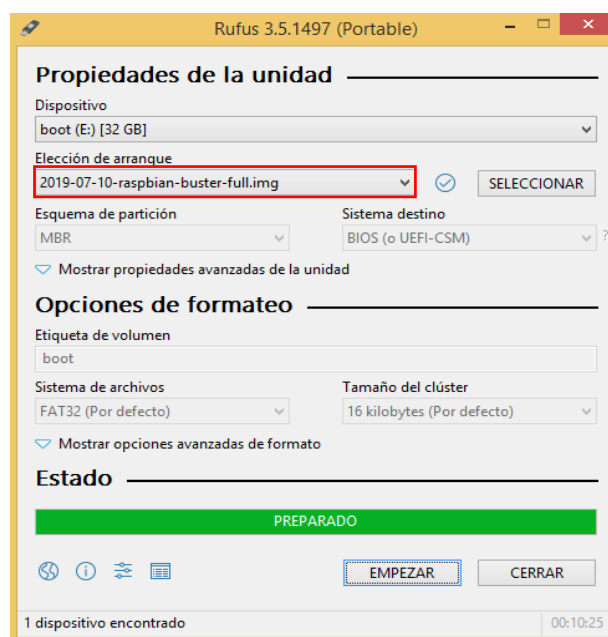 Rufus 3.5.1497 (Portable)
Propiedades de la unidad
Dispositivo
boot (E:) [32 GB]
Elección de arranque
2019-07-10-raspbian-buster-full.img
SELECCIONAR
Esquema de partición
Sistema destino
MBR
BIOS (o UEFI-CSM)
?
Mostrar propiedades avanzadas de la unidad
Opciones de formateo
Etiqueta de volumen
boot
Sistema de archivos
Tamaño del clúster
FAT32 (Por defecto)
16 kilobytes (Por defecto)
Mostrar opciones avanzadas de formato
Estado
PREPARADO
EMPEZAR
CERRAR
1 dispositivo encontrado
00:10:25